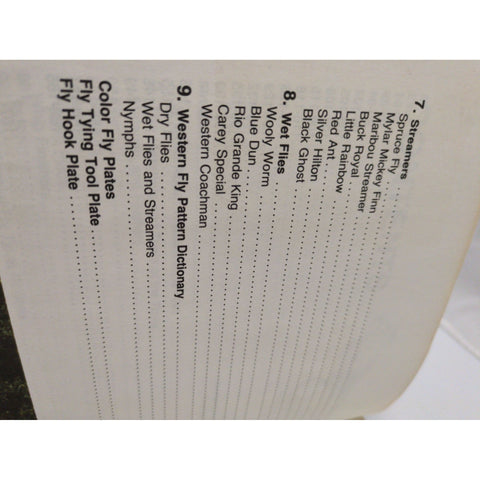 7. Streamers
Spruce Fly
Mylar Mickey Finn
Maribou Streamer
Buck Royal
Little Rainbow
Red Ant
Silver Hilton
Black Ghost
8. Wet Flies
Wooly Worm
Blue Dun
Rio Grande King
Carey Special
Western Coachman
9. Western Fly Pattern Dictionary
Dry Flies
Wet Flies and Streamers
Nymphs
Color Fly Plates
Fly Tying Tool Plate
Fly Hook Plate